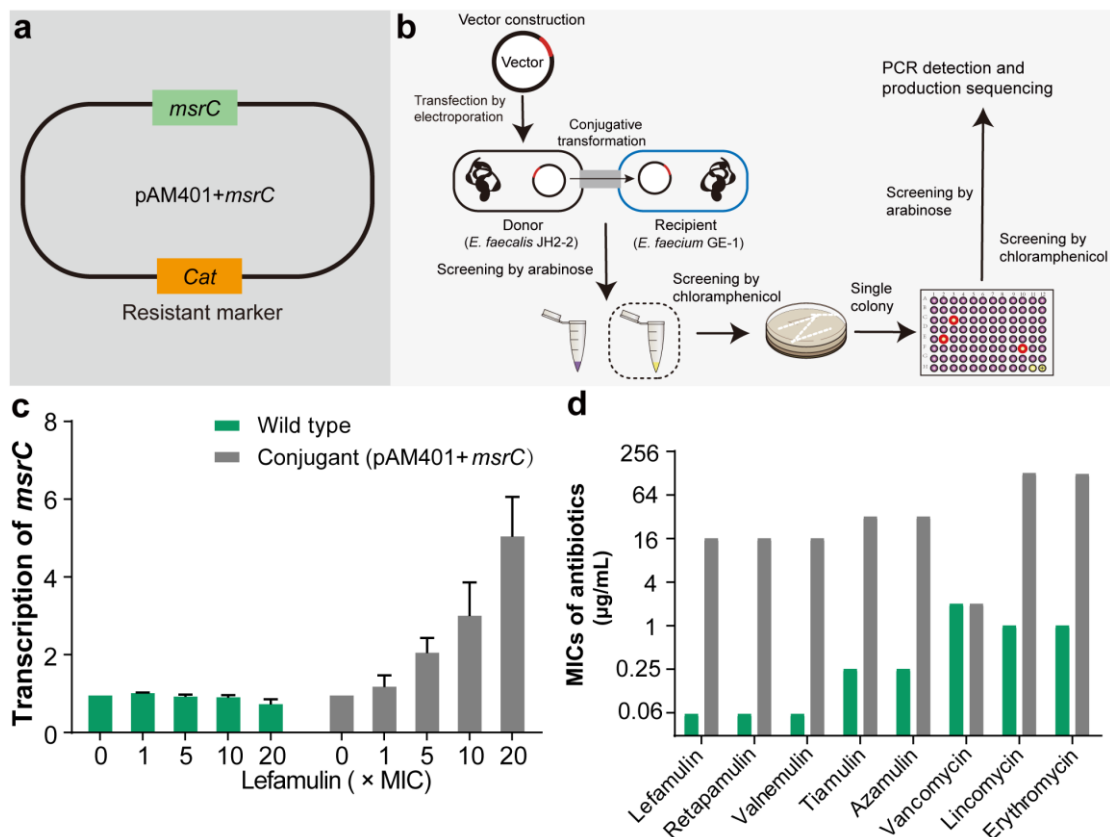 a
msrC
pAM401+msrC
Cat
Resistant marker
b
Vector construction
Vector
Transfection by
electroporation
Conjugative
transformation
Donor
(E. faecalis JH2-2)
Recipient
(E. faecium GE-1)
Screening by arabinose
Screening by
chloramphenicol
Single
colony
PCR detection and
production sequencing
Screening by
arabinose
Screening by
chloramphenicol
c
Wild type
Conjugant (pAM401+msrC)
Transcription of msrC
8
6
4
2
0
0 1 5 10 20 0 1 5 10 20
Lefamulin ( × MIC)
d
MICs of antibiotics
(μg/mL)
256
64
16
4
1
0.25
0.06
Lefamulin
Retapamulin
Valnemulin
Tiamulin
Azamulin
Vancomycin
Lincomycin
Erythromycin